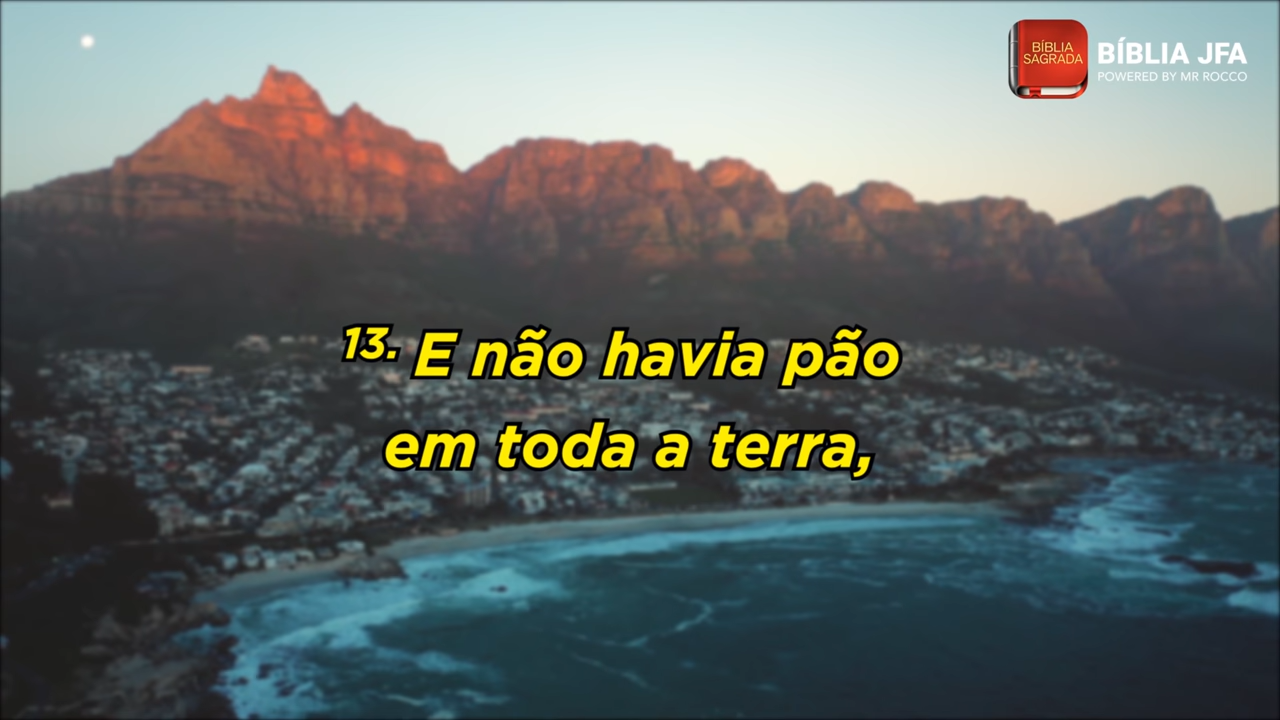 BÍBLIA
SAGRADA
BÍBLIA JFA
POWERED BY MR ROCCO
13. E não havia pão
em toda a terra,